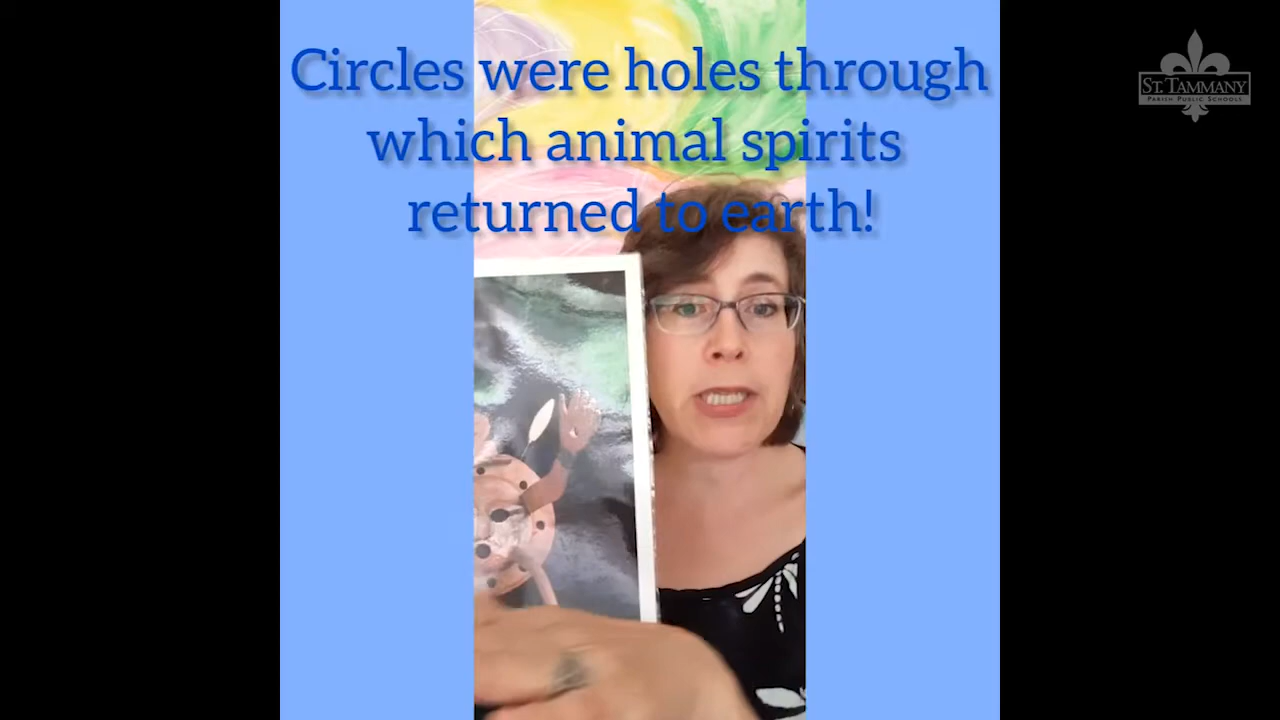 Circles were holes through
which animal spirits
returned to earth!
ST. TAMMANY
PARISH PUBLIC SCHOOLS